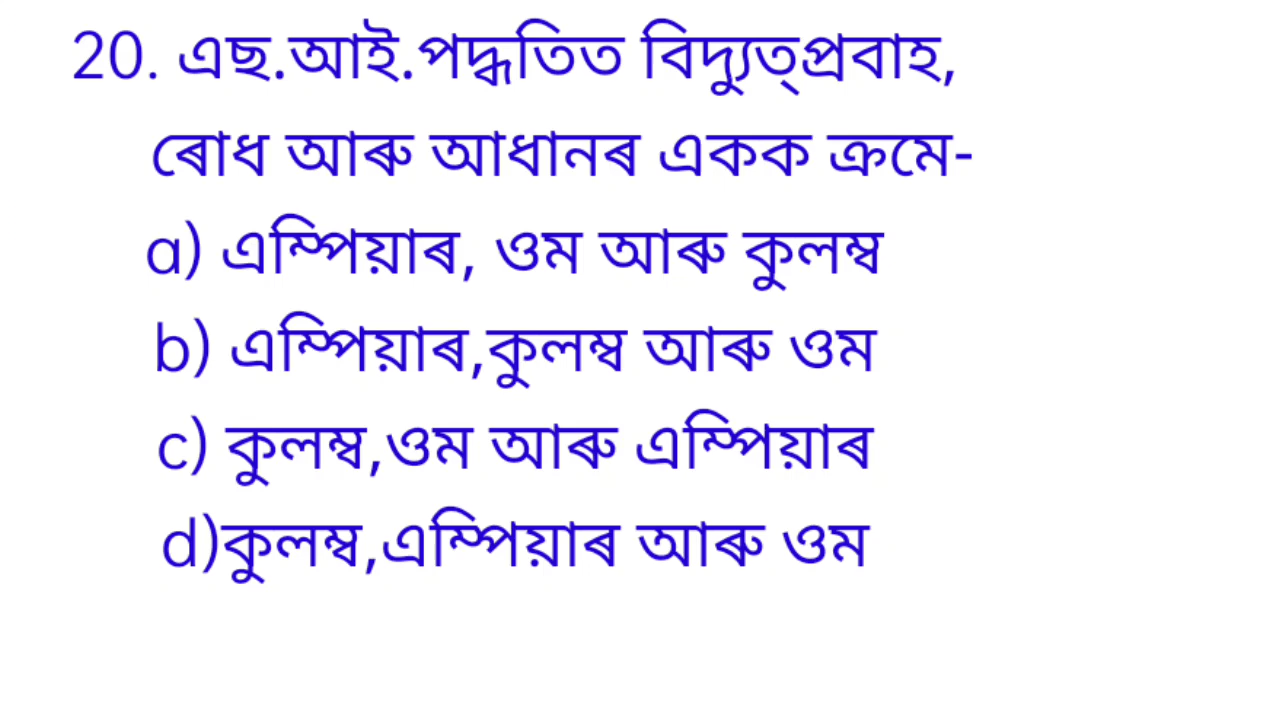 20. এছ.আই.পদ্ধতিত বিদ্যুত্প্ৰবাহ,
ৰোধ আৰু আধানৰ একক ক্ৰমে-
a) এম্পিয়াৰ, ওম আৰু কুলম্ব
b) এম্পিয়াৰ,কুলম্ব আৰু ওম
c) কুলম্ব,ওম আৰু এম্পিয়াৰ
d)কুলম্ব,এম্পিয়াৰ আৰু ওম